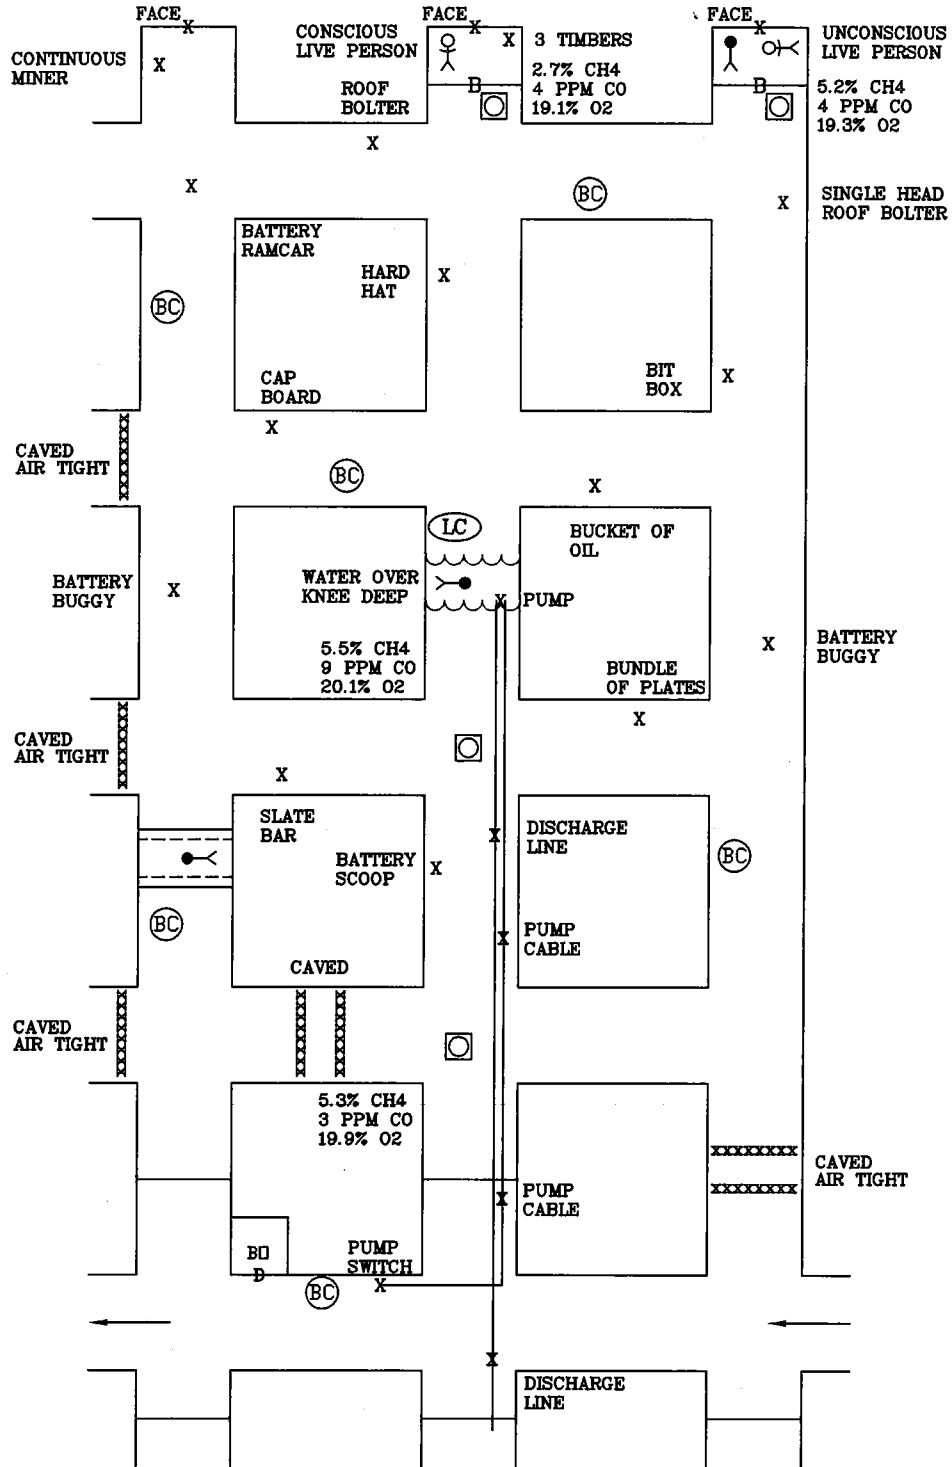 FACE
X
FACE
X
FACE
X
CONTINUOUS
MINER
X
CONSCIOUS
LIVE PERSON
ROOF
BOLTER
X
3 TIMBERS
2.7% CH4
4 PPM CO
19.1% O2
B
UNCONSCIOUS
LIVE PERSON
5.2% CH4
4 PPM CO
19.3% O2
B
X
X
BC
X
SINGLE HEAD
ROOF BOLTER
BATTERY
RAMCAR
HARD
HAT
X
BC
CAP
BOARD
X
BIT
BOX
X
CAVED
AIR TIGHT
BC
X
LC
BUCKET OF
OIL
BATTERY
BUGGY
X
WATER OVER
KNEE DEEP
X
PUMP
5.5% CH4
9 PPM CO
20.1% O2
X
BATTERY
BUGGY
BUNDLE
OF PLATES
X
CAVED
AIR TIGHT
X
SLATE
BAR
BATTERY
SCOOP
X
X
DISCHARGE
LINE
BC
BC
X
PUMP
CABLE
CAVED
CAVED
AIR TIGHT
5.3% CH4
3 PPM CO
19.9% O2
XXXXXXXX
XXXXXXXX
CAVED
AIR TIGHT
X
PUMP
CABLE
BO
D
PUMP
SWITCH
BC
X
X
DISCHARGE
LINE